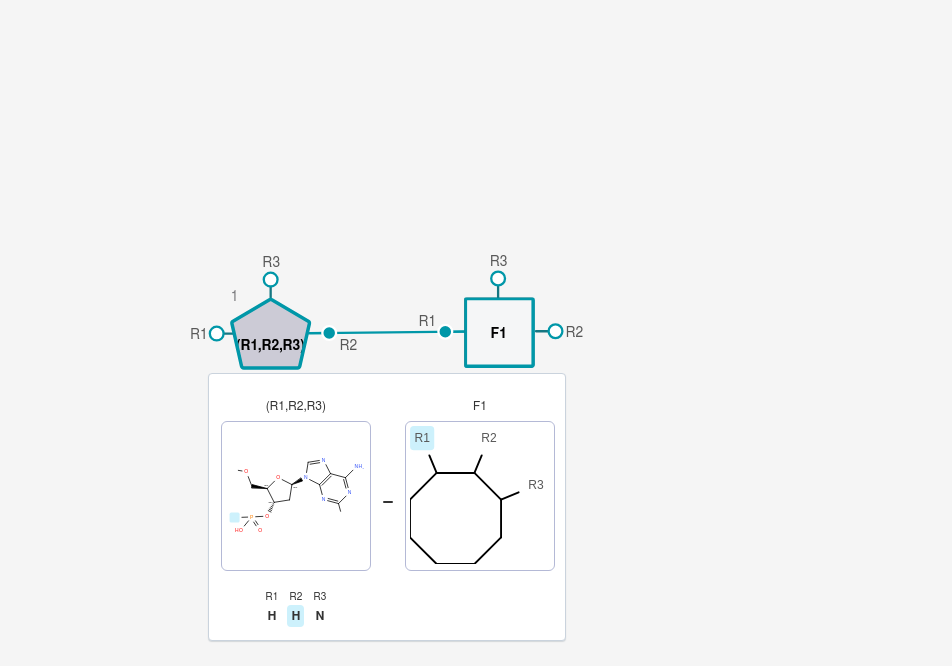 R3
R3
1
R1
(R1,R2,R3)
R2
R1
F1
R2
(R1,R2,R3)
F1
R1
R2
R3
O
O
N
N
N
N
NH₂
O
P
HO
O
R1 R2 R3
H H N